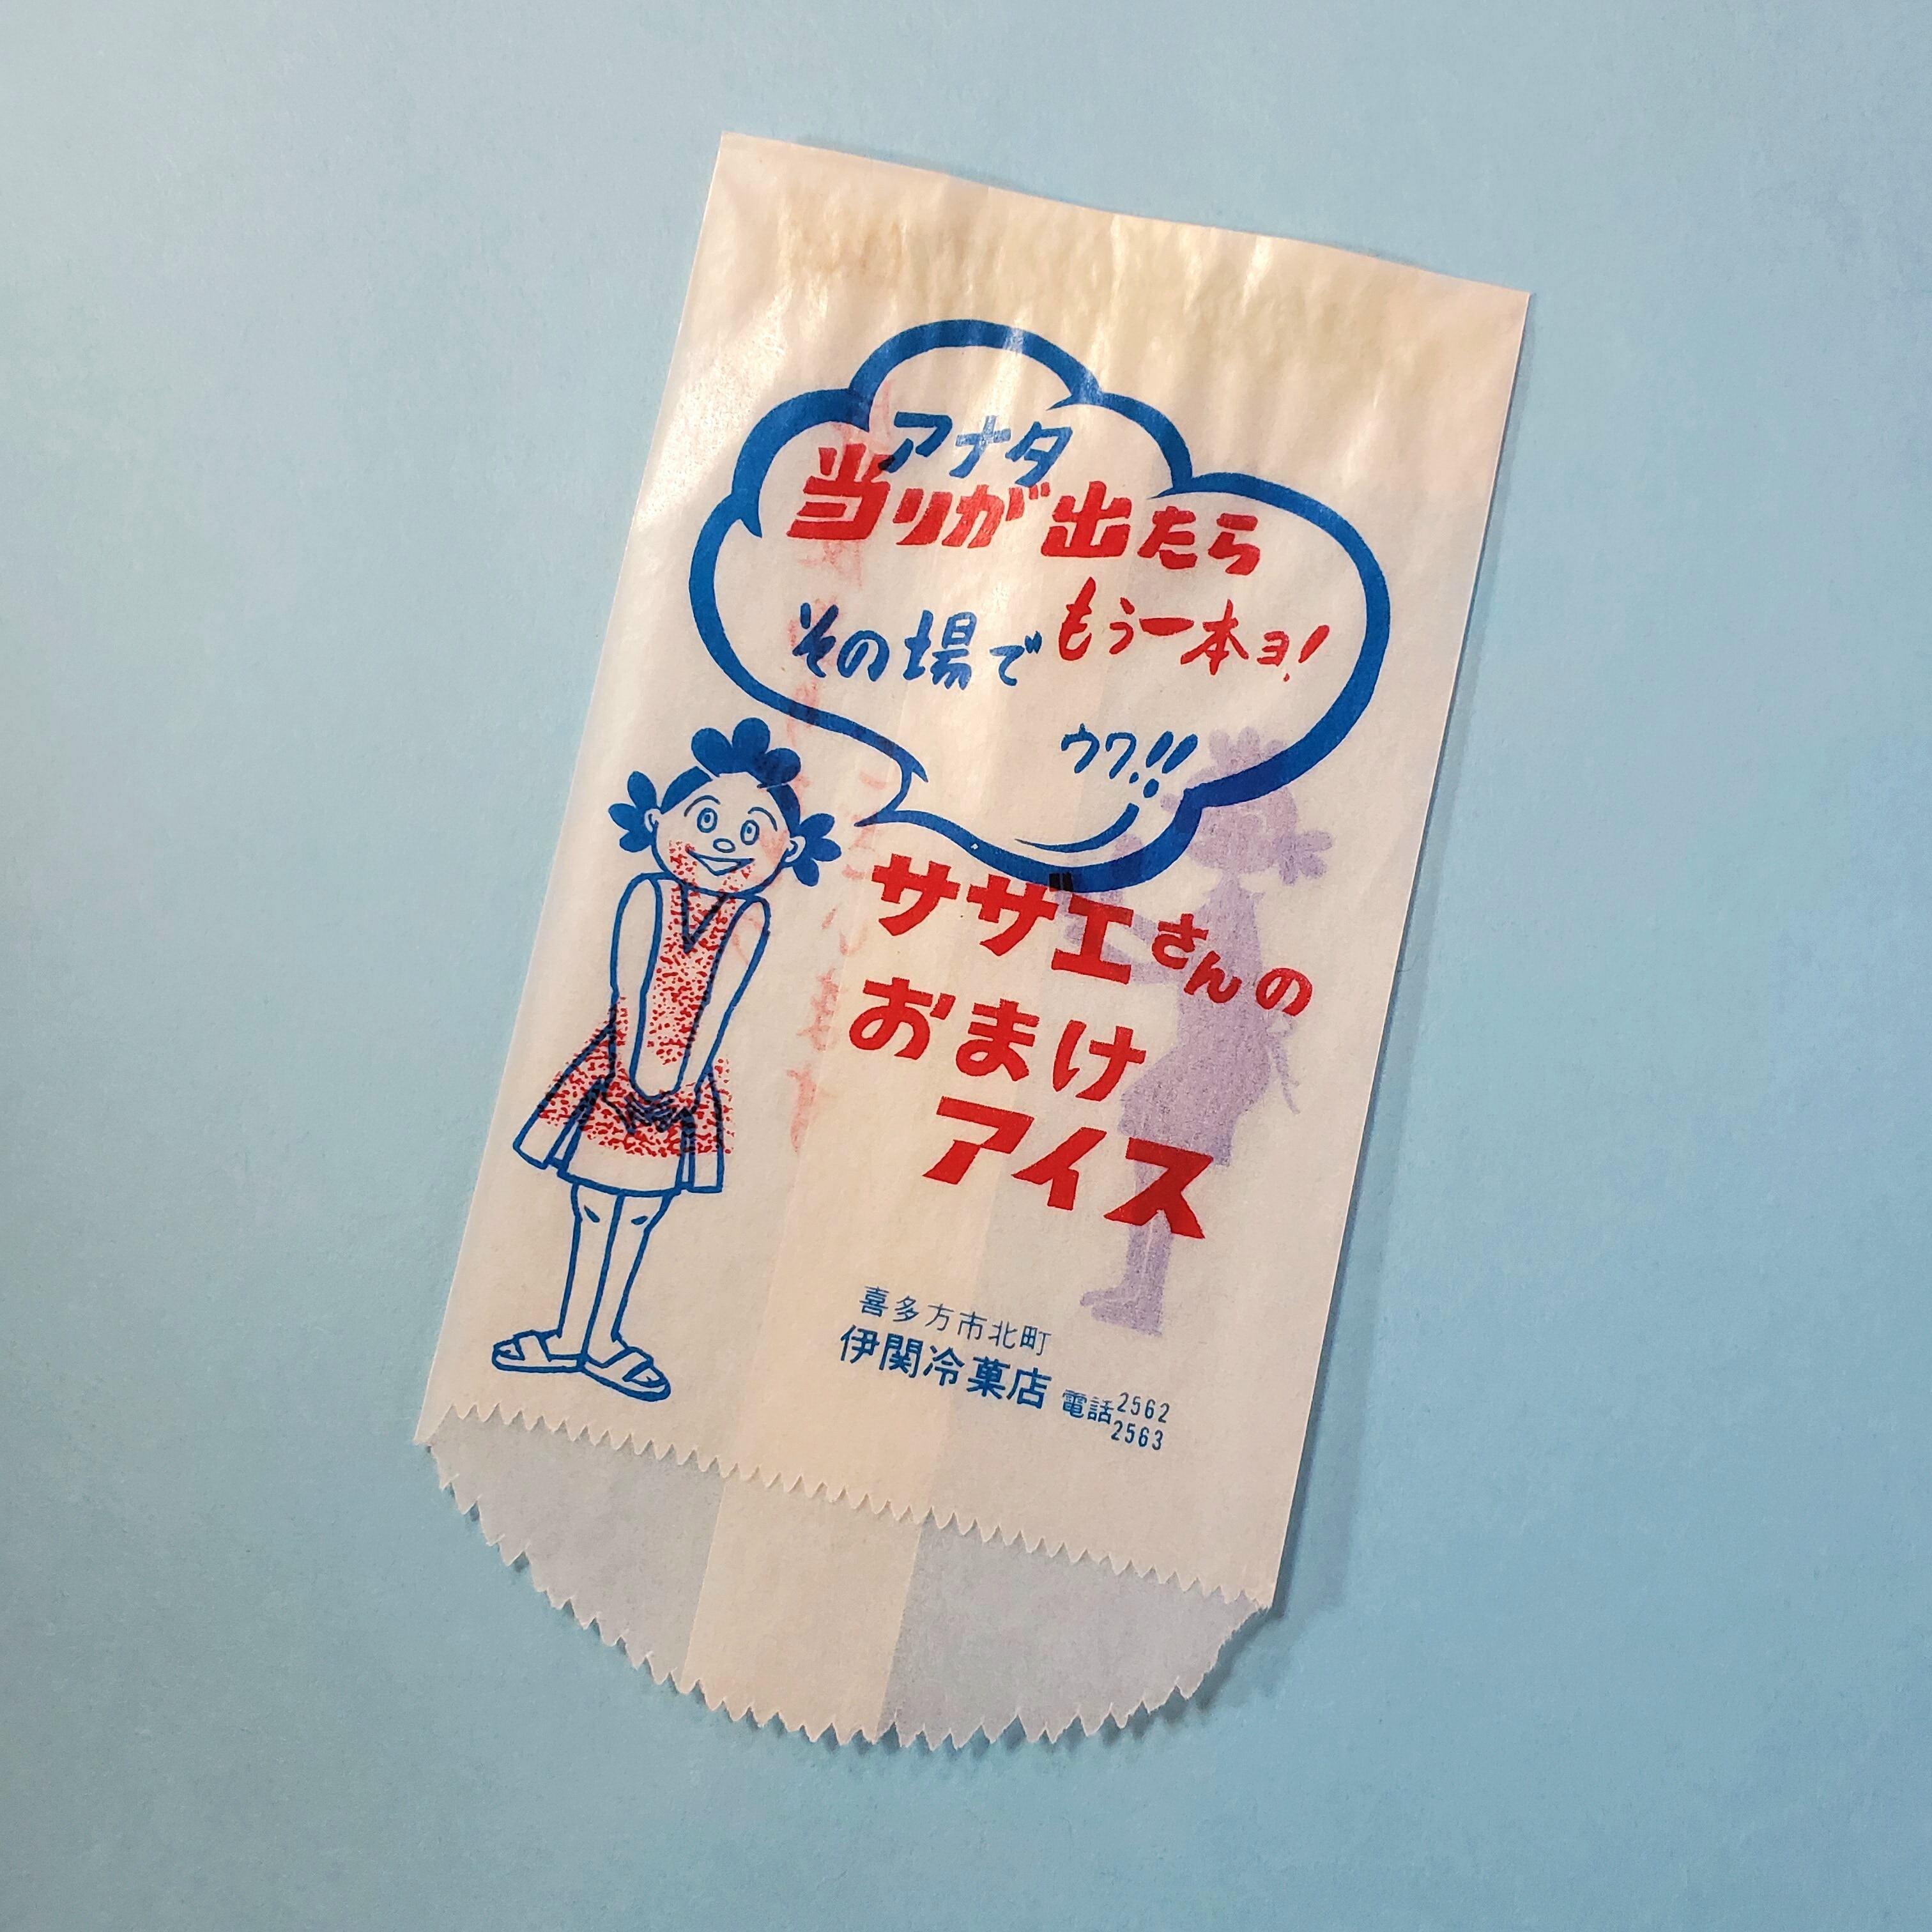 アナタ
当りが出たら
その場でもう一本ヨ!
ウワ!!
サザエさんの
おまけ
アイス
喜多方市北町
伊関冷菓店 電話2562
2563